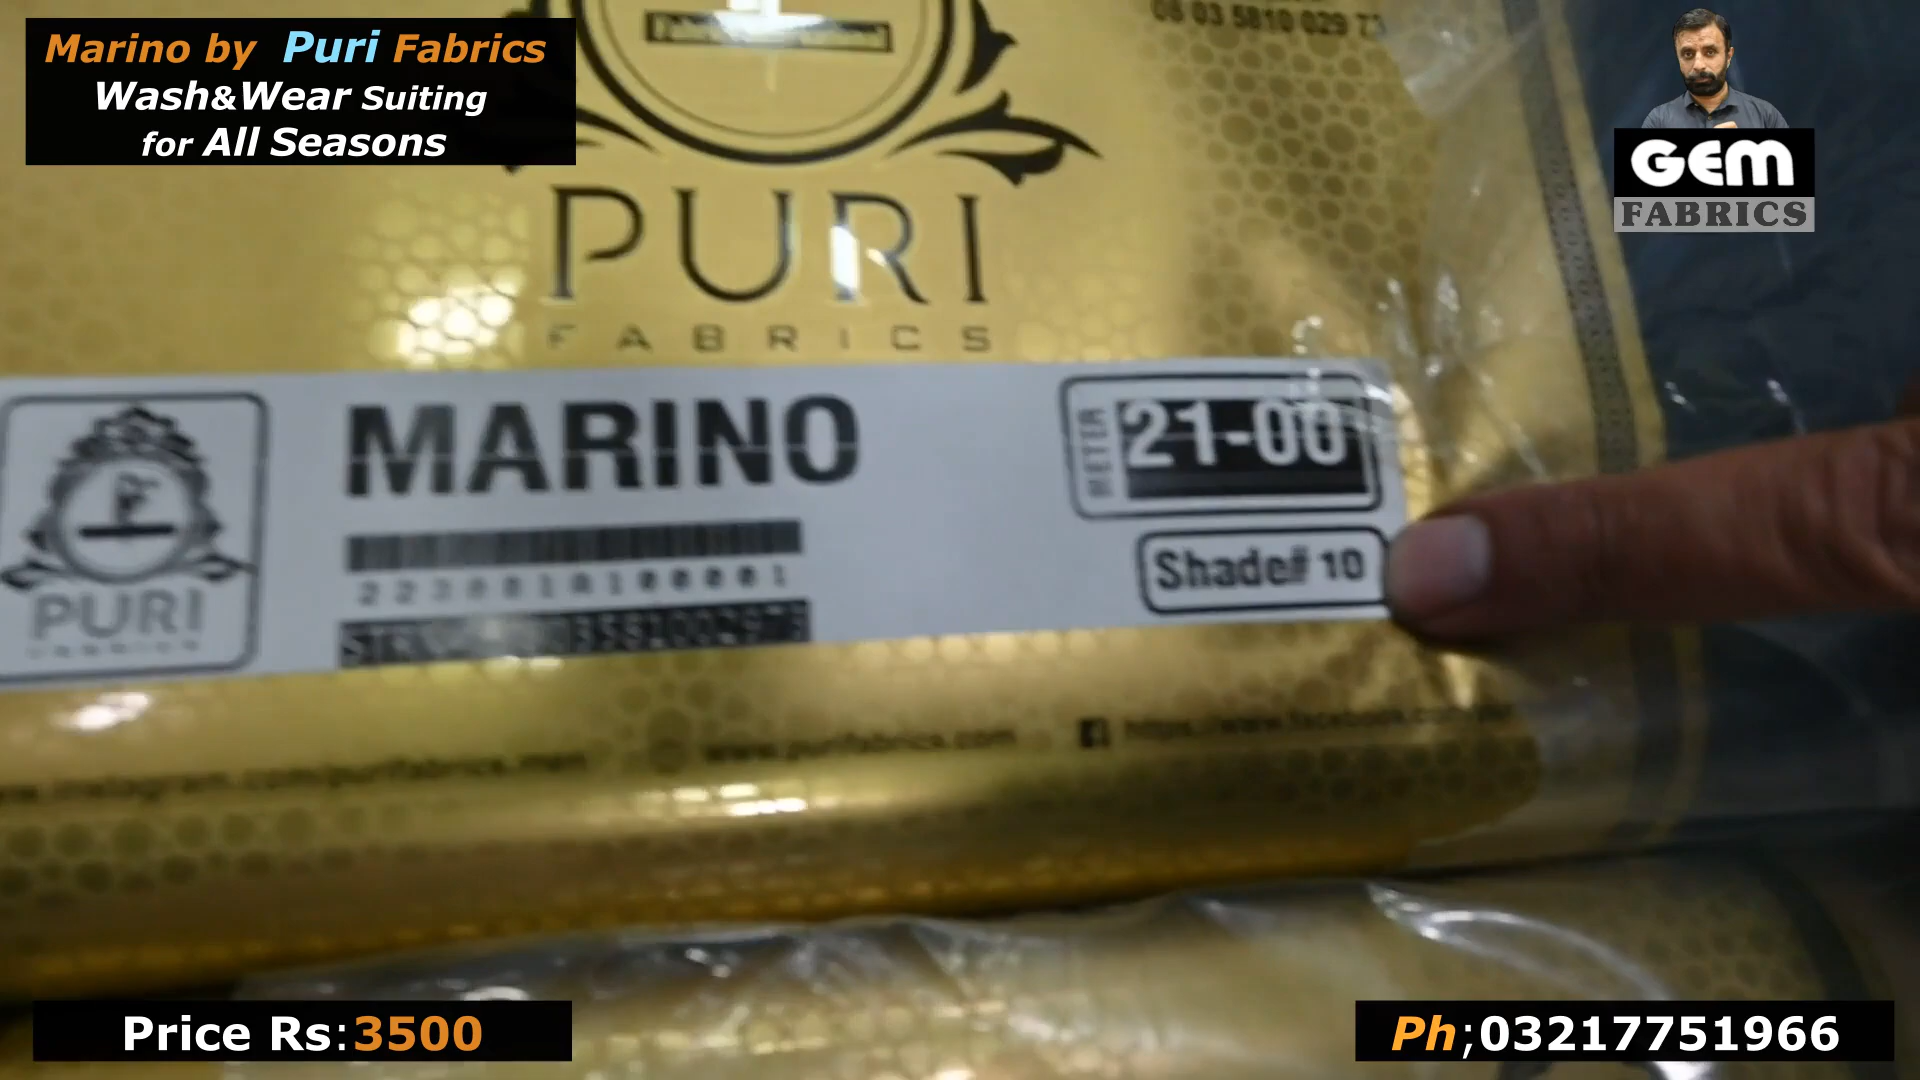 Marino by Puri Fabrics
Wash&Wear Suiting
for All Seasons
GEM
FABRICS
PURI
FABRICS
MARINO
METER
21-00
Shade# 10
PURI
www.purifabrics.com
Price Rs:3500
Ph;03217751966